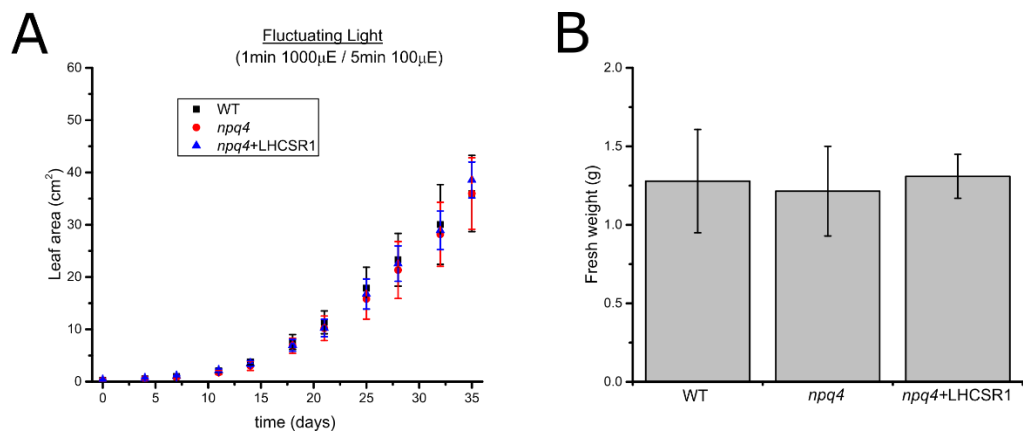 A
Fluctuating Light
(1min 1000µE / 5min 100µE)
60
50
40
30
20
10
0
Leaf area (cm²)
WT
npq4
npq4+LHCSR1
0 5 10 15 20 25 30 35
time (days)
B
2.0
1.5
1.0
0.5
0.0
Fresh weight (g)
WT npq4 npq4+LHCSR1